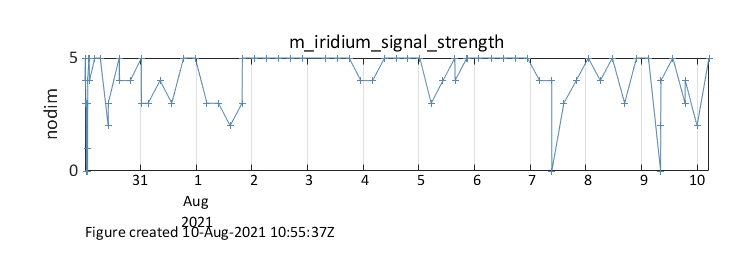 m_iridium_signal_strength
5
nodim
0
31 1 2 3 4 5 6 7 8 9 10
Aug
2021
Figure created 10-Aug-2021 10:55:37Z